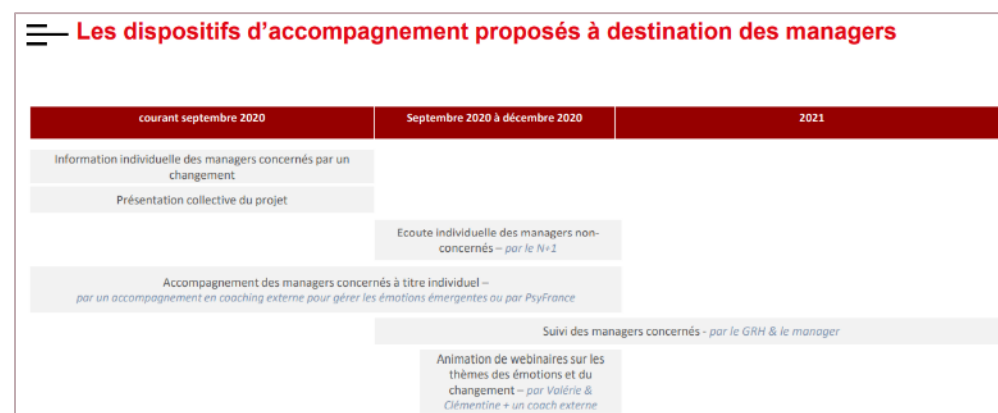 Les dispositifs d'accompagnement proposés à destination des managers
courant septembre 2020
Septembre 2020 à décembre 2020
2021
Information individuelle des managers concernés par un
changement
Présentation collective du projet
Ecoute individuelle des managers non-
concernés – par le N+1
Accompagnement des managers concernés à titre individuel –
par un accompagnement en coaching externe pour gérer les émotions émergentes ou par PsyFrance
Suivi des managers concernés - par le GRH & le manager
Animation de webinaires sur les
thèmes des émotions et du
changement – par Valérie &
Clémentine + un coach externe